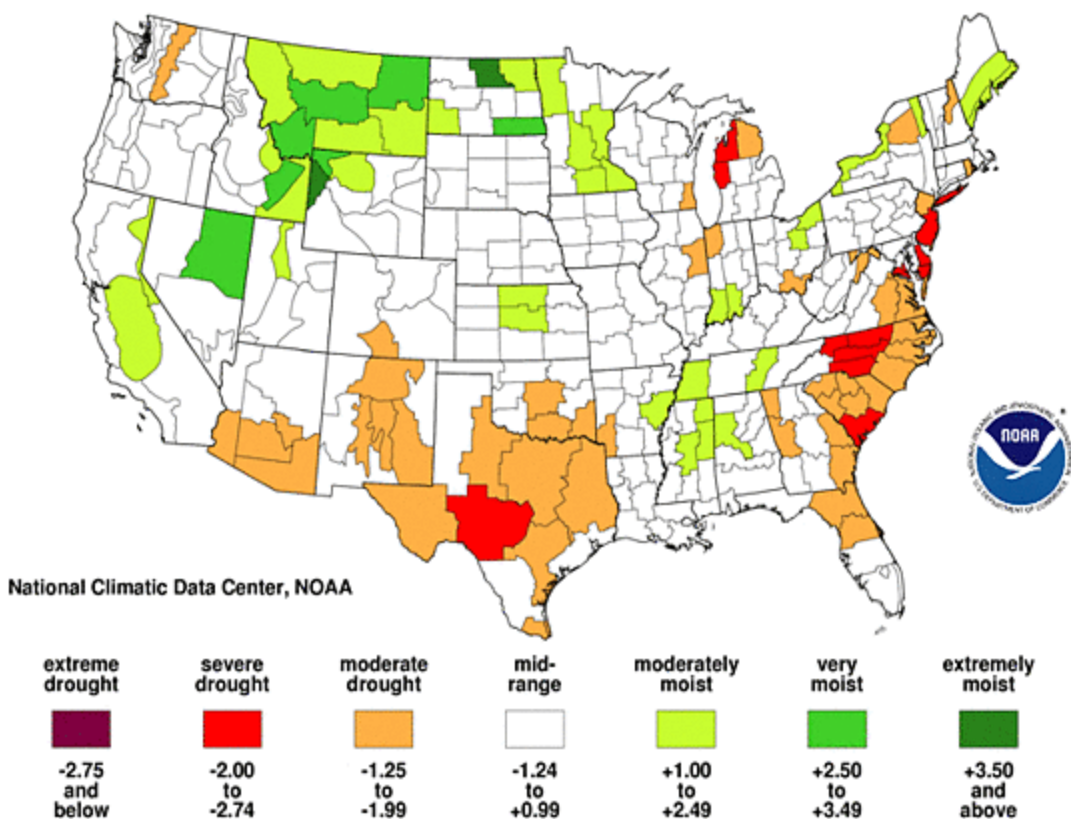 NOAA
National Climatic Data Center, NOAA
extreme drought
severe drought
moderate drought
mid-range
moderately moist
very moist
extremely moist
-2.75 and below
-2.00 to -2.74
-1.25 to -1.99
-1.24 to +0.99
+1.00 to +2.49
+2.50 to +3.49
+3.50 and above